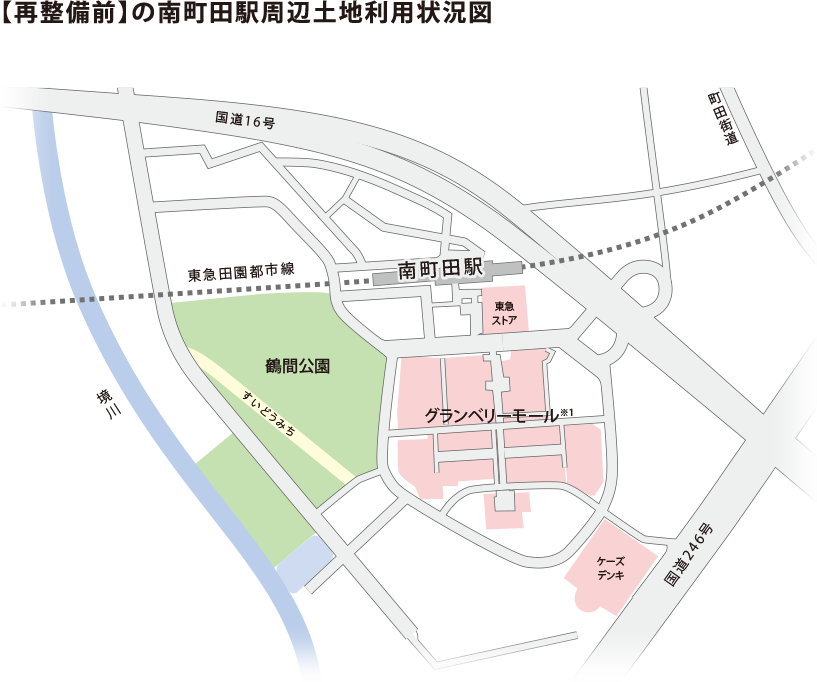 【再整備前】の南町田駅周辺土地利用状況図
国道16号
町田街道
東急田園都市線
南町田駅
東急
ストア
鶴間公園
すいどうみち
境川
グランベリーモール※1
ケーズ
デンキ
国道246号